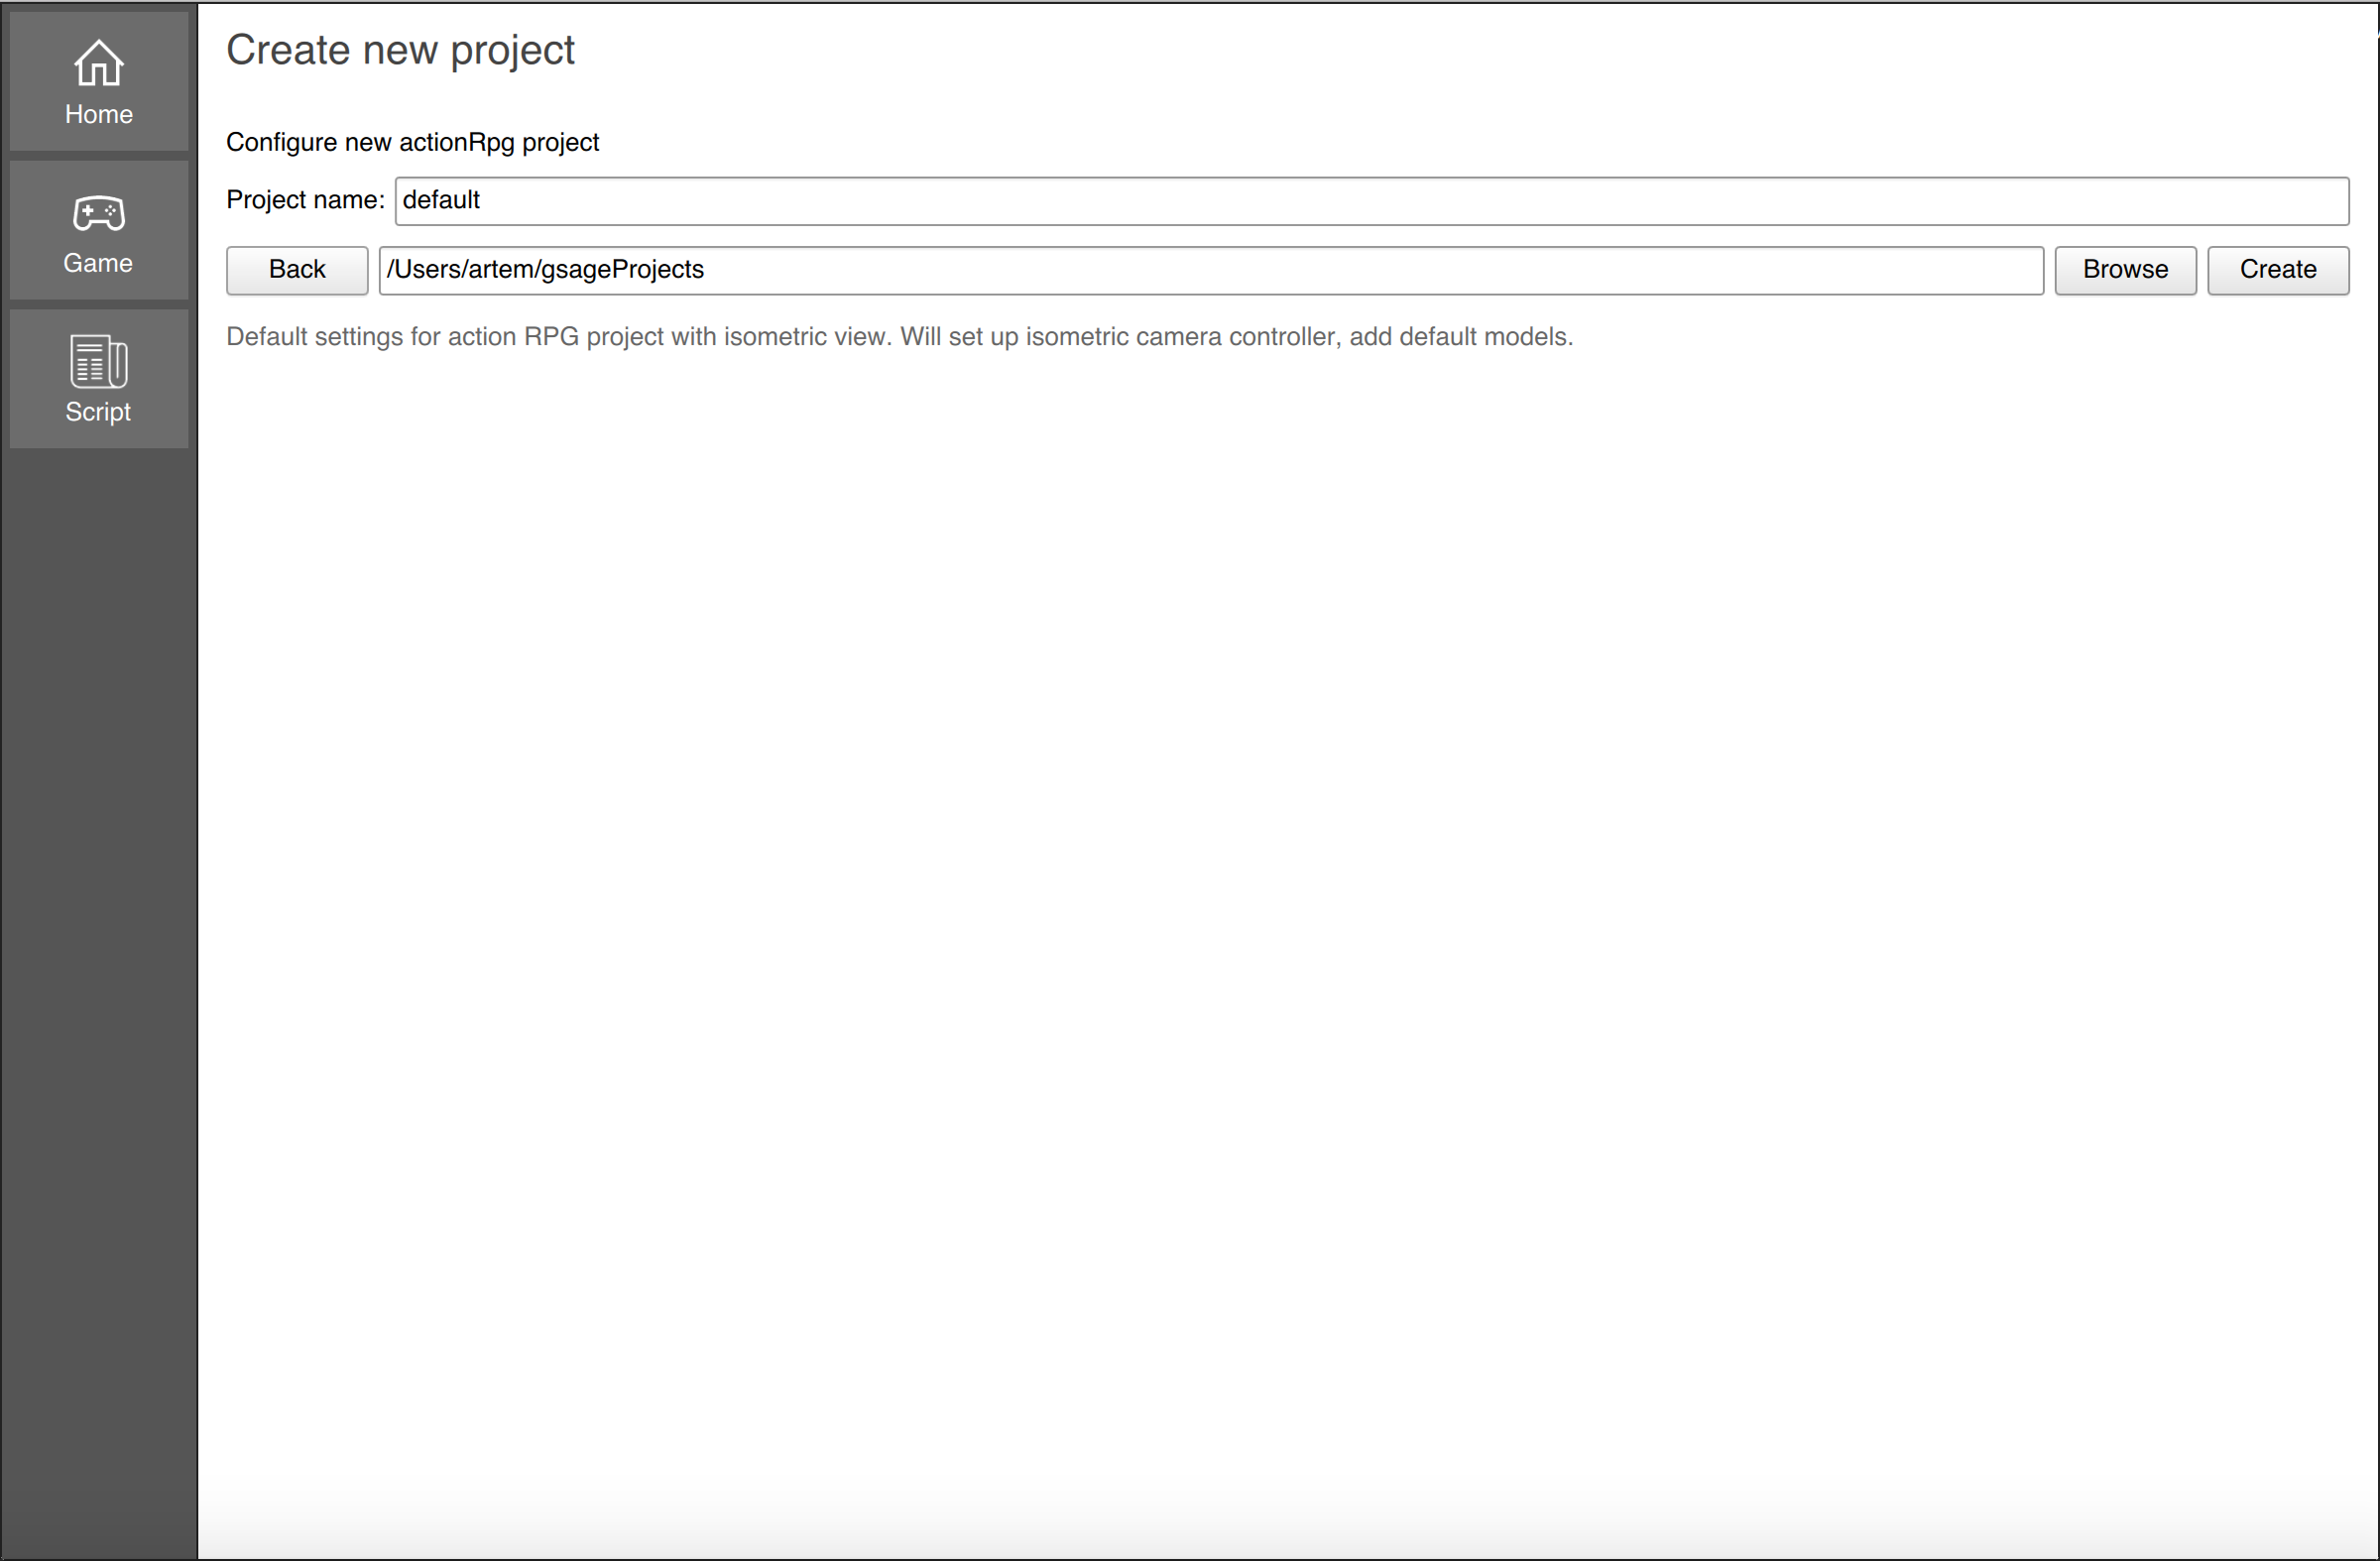 Home
Game
Script
Create new project
Configure new actionRpg project
Project name: default
Back /Users/artem/gsageProjects Browse Create
Default settings for action RPG project with isometric view. Will set up isometric camera controller, add default models.